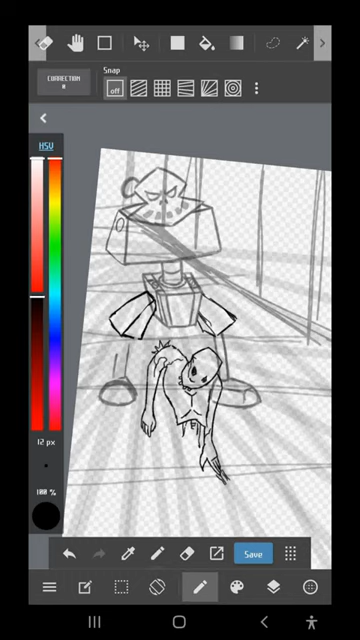 Snap
CORRECTION
X
off
HSV
12 px
100 %
Save